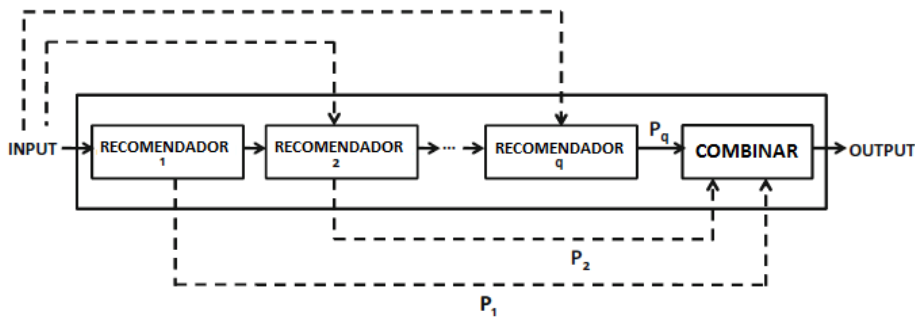 INPUT
RECOMENDADOR
1
RECOMENDADOR
2
...
RECOMENDADOR
q
Pq
COMBINAR
OUTPUT
P2
P1